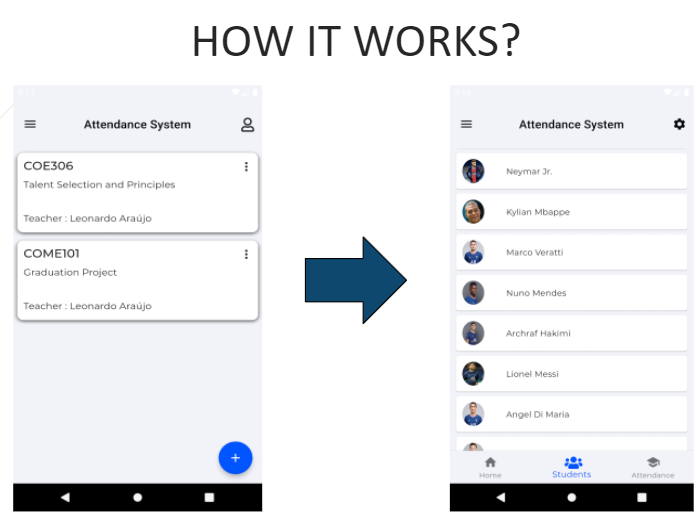 HOW IT WORKS?
Attendance System
COE306
Talent Selection and Principles
Teacher : Leonardo Araújo
COME101
Graduation Project
Teacher : Leonardo Araújo
+
Attendance System
Neymar Jr.
Kylian Mbappe
Marco Veratti
Nuno Mendes
Archraf Hakimi
Lionel Messi
Angel Di Maria
Home
Students
Attendance